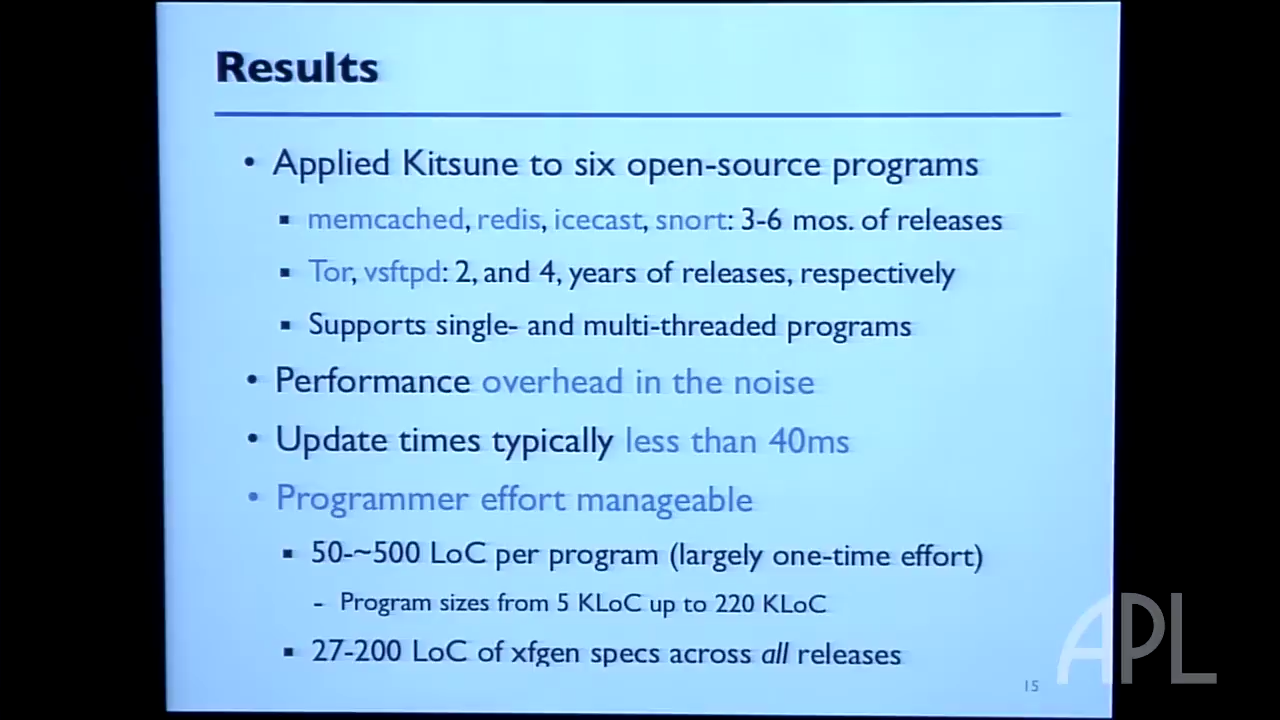 Results
• Applied Kitsune to six open-source programs
▪ memcached, redis, icecast, snort: 3-6 mos. of releases
▪ Tor, vsftpd: 2, and 4, years of releases, respectively
▪ Supports single- and multi-threaded programs
• Performance overhead in the noise
• Update times typically less than 40ms
• Programmer effort manageable
▪ 50-~500 LoC per program (largely one-time effort)
- Program sizes from 5 KLoC up to 220 KLoC
▪ 27-200 LoC of xfgen specs across all releases
15
APL